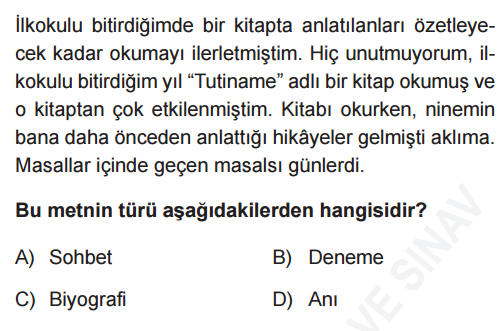 İlkokulu bitirdiğimde bir kitapta anlatılanları özetleye-
cek kadar okumayı ilerletmiştim. Hiç unutmuyorum, il-
kokulu bitirdiğim yıl “Tutiname” adlı bir kitap okumuş ve
o kitaptan çok etkilenmiştim. Kitabı okurken, ninemin
bana daha önceden anlattığı hikâyeler gelmişti aklıma.
Masallar içinde geçen masalsı günlerdi.
Bu metnin türü aşağıdakilerden hangisidir?
A) Sohbet
B) Deneme
C) Biyografi
D) Anı
VE SINAV